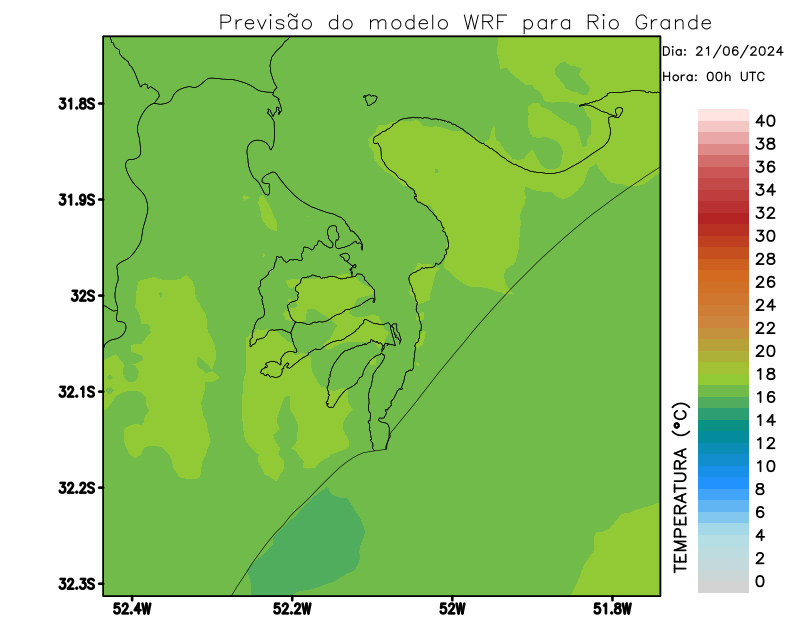 Previsão do modelo WRF para Rio Grande
Dia: 21/06/2024
Hora: 00h UTC
31.8S
31.9S
32S
32.1S
32.2S
32.3S
52.4W
52.2W
52W
51.8W
TEMPERATURA (°C)
40
38
36
34
32
30
28
26
24
22
20
18
16
14
12
10
8
6
4
2
0